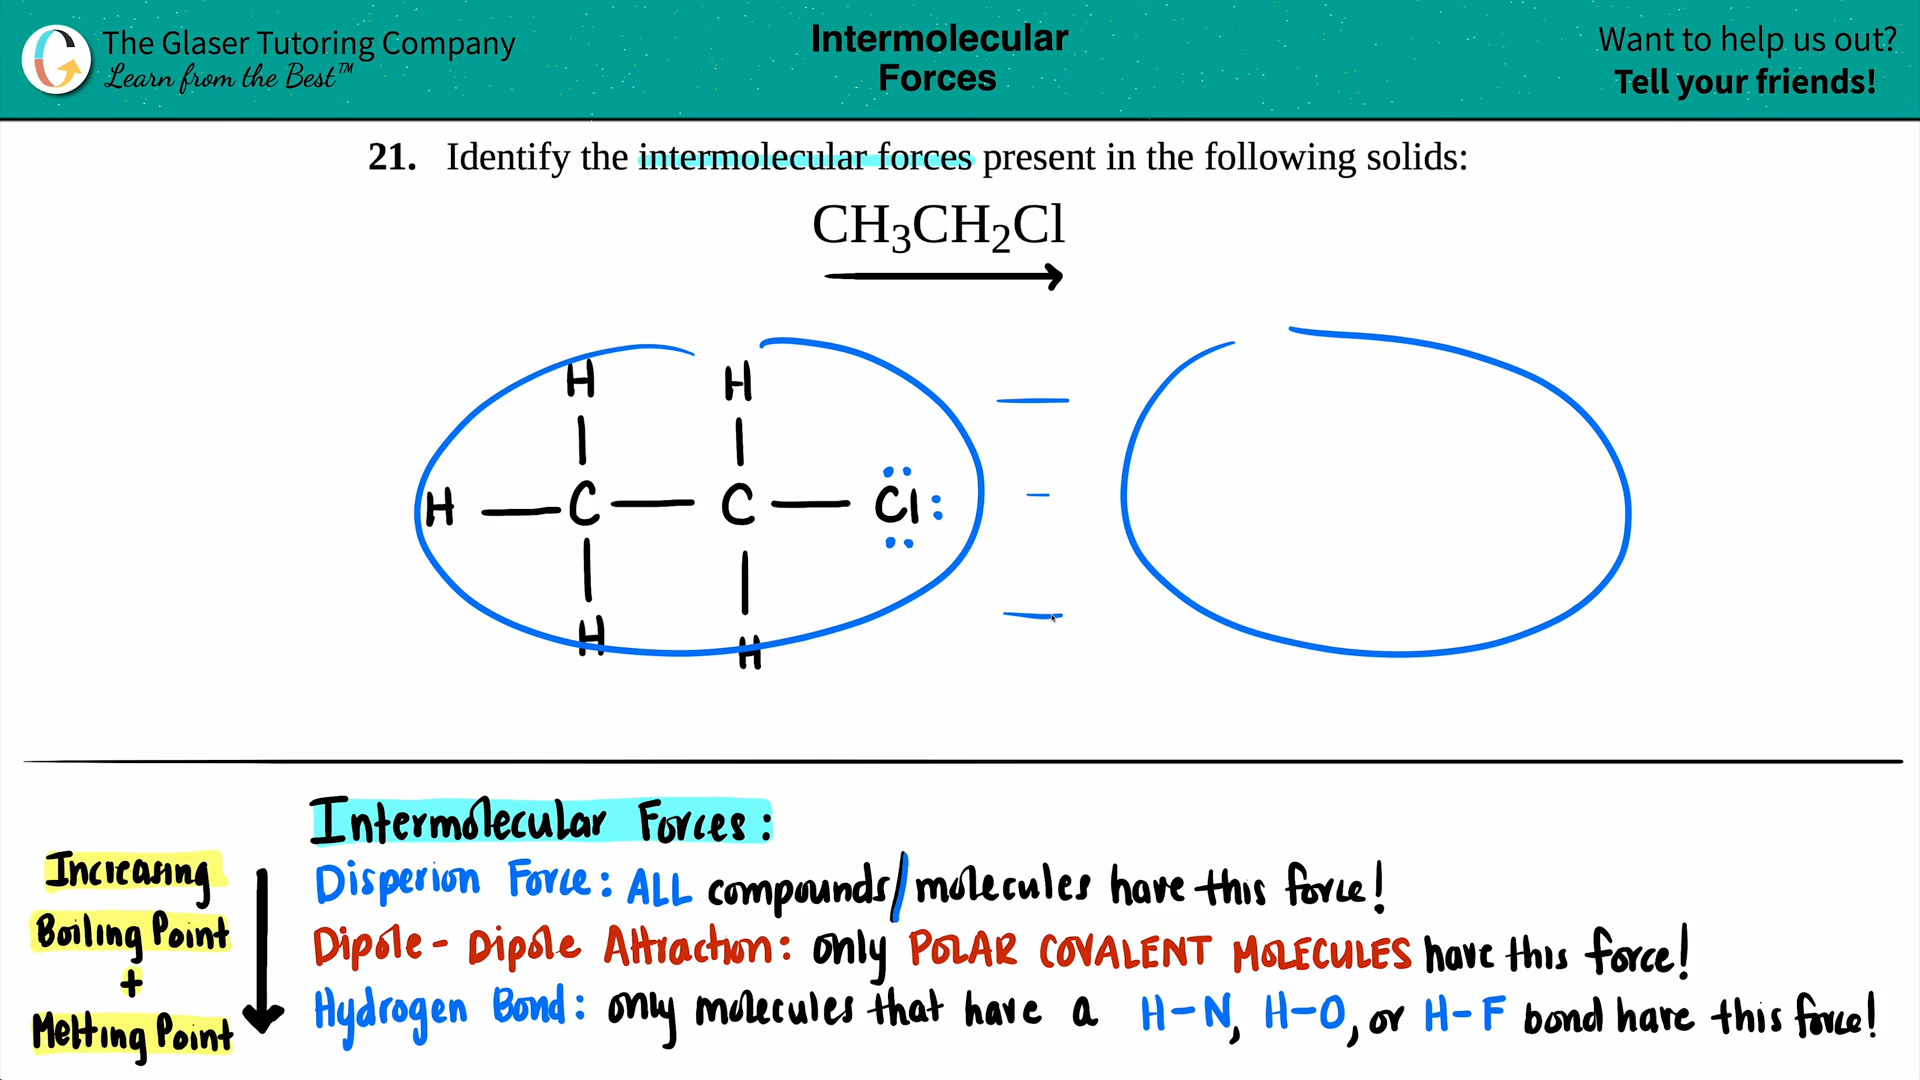 The Glaser Tutoring Company
Learn from the Best™
Intermolecular
Forces
Want to help us out?
Tell your friends!
21. Identify the intermolecular forces present in the following solids:
CH₃CH₂Cl
H H
H — C — C — Cl:
H H
Intermolecular Forces:
Increasing
Boiling Point
+
Melting Point
Disperion Force: ALL compounds/molecules have this force!
Dipole - Dipole Attraction: only POLAR COVALENT MOLECULES have this force!
Hydrogen Bond: only molecules that have a H-N, H-O, or H-F bond have this force!